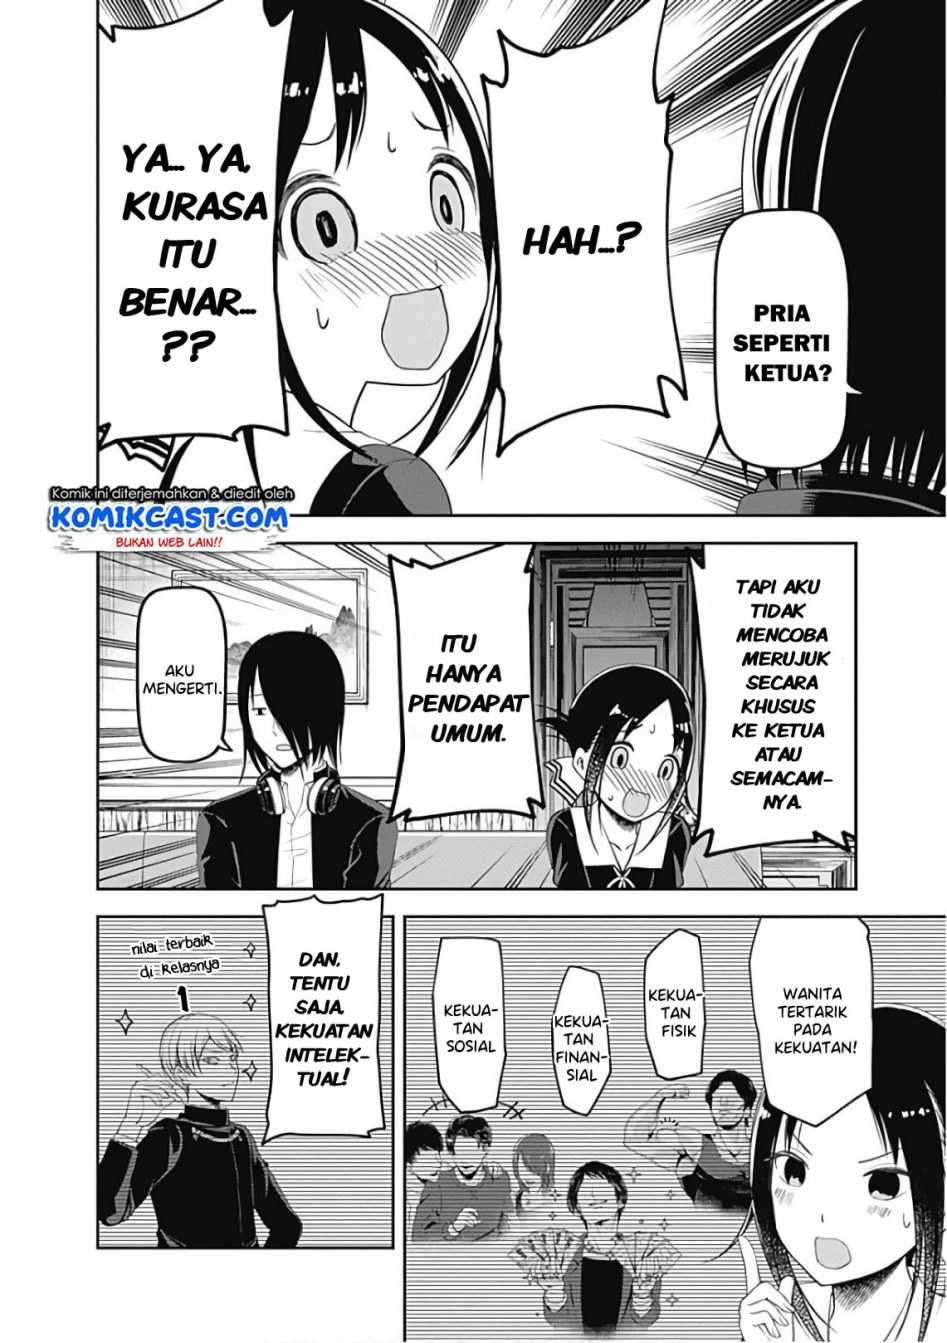 PRIA
SEPERTI
KETUA?
HAH...?
YA... YA,
KURASA
ITU
BENAR...
??
Komik ini diterjemahkan & diedit oleh
KOMIKCAST.COM
BUKAN WEB LAIN!!
TAPI AKU
TIDAK
MENCOBA
MERUJUK
SECARA
KHUSUS
KE KETUA
ATAU
SEMACAM-
NYA.
ITU
HANYA
PENDAPAT
UMUM.
AKU
MENGERTI.
WANITA
TERTARIK
PADA
KEKUATAN!
KEKUA-
TAN
FISIK
KEKUA-
TAN
FINAN-
SIAL
KEKUA-
TAN
SOSIAL
DAN,
TENTU
SAJA,
KEKUATAN
INTELEK-
TUAL!
nilai terbaik
di kelasnya
1